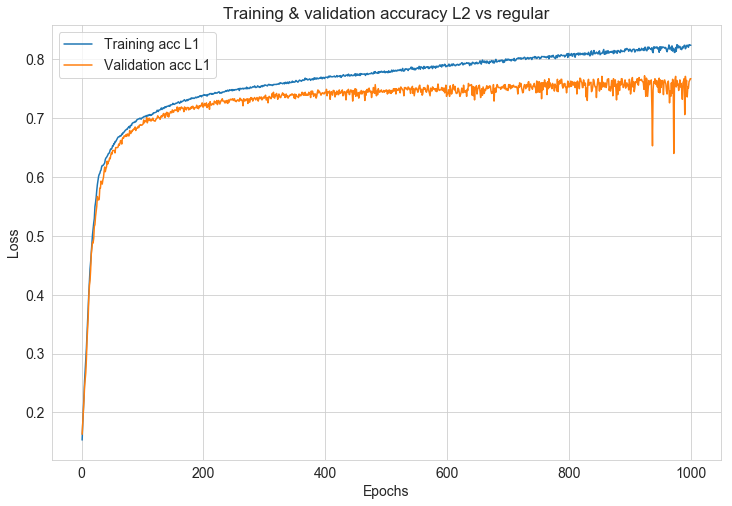 Training & validation accuracy L2 vs regular
Training acc L1
Validation acc L1
0.8
0.7
0.6
0.5
0.4
0.3
0.2
Loss
0 200 400 600 800 1000
Epochs